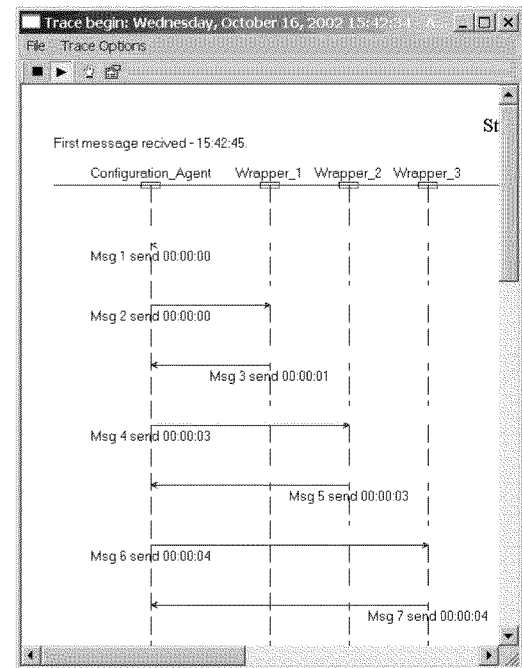 Trace begin: Wednesday, October 16, 2002 15:42:34 - A...
File Trace Options
St
First message recived - 15:42:45.
Configuration_Agent Wrapper_1 Wrapper_2 Wrapper_3
Msg 1 send 00:00:00
Msg 2 send 00:00:00
Msg 3 send 00:00:01
Msg 4 send 00:00:03
Msg 5 send 00:00:03
Msg 6 send 00:00:04
Msg 7 send 00:00:04